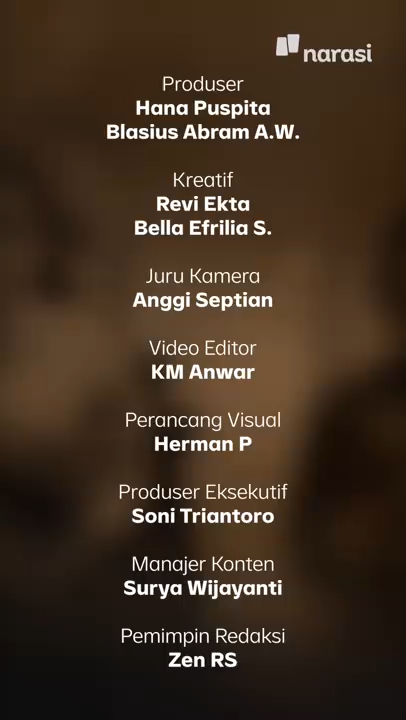 narasi
Produser
Hana Puspita
Blasius Abram A.W.
Kreatif
Revi Ekta
Bella Efrilia S.
Juru Kamera
Anggi Septian
Video Editor
KM Anwar
Perancang Visual
Herman P
Produser Eksekutif
Soni Triantoro
Manajer Konten
Surya Wijayanti
Pemimpin Redaksi
Zen RS